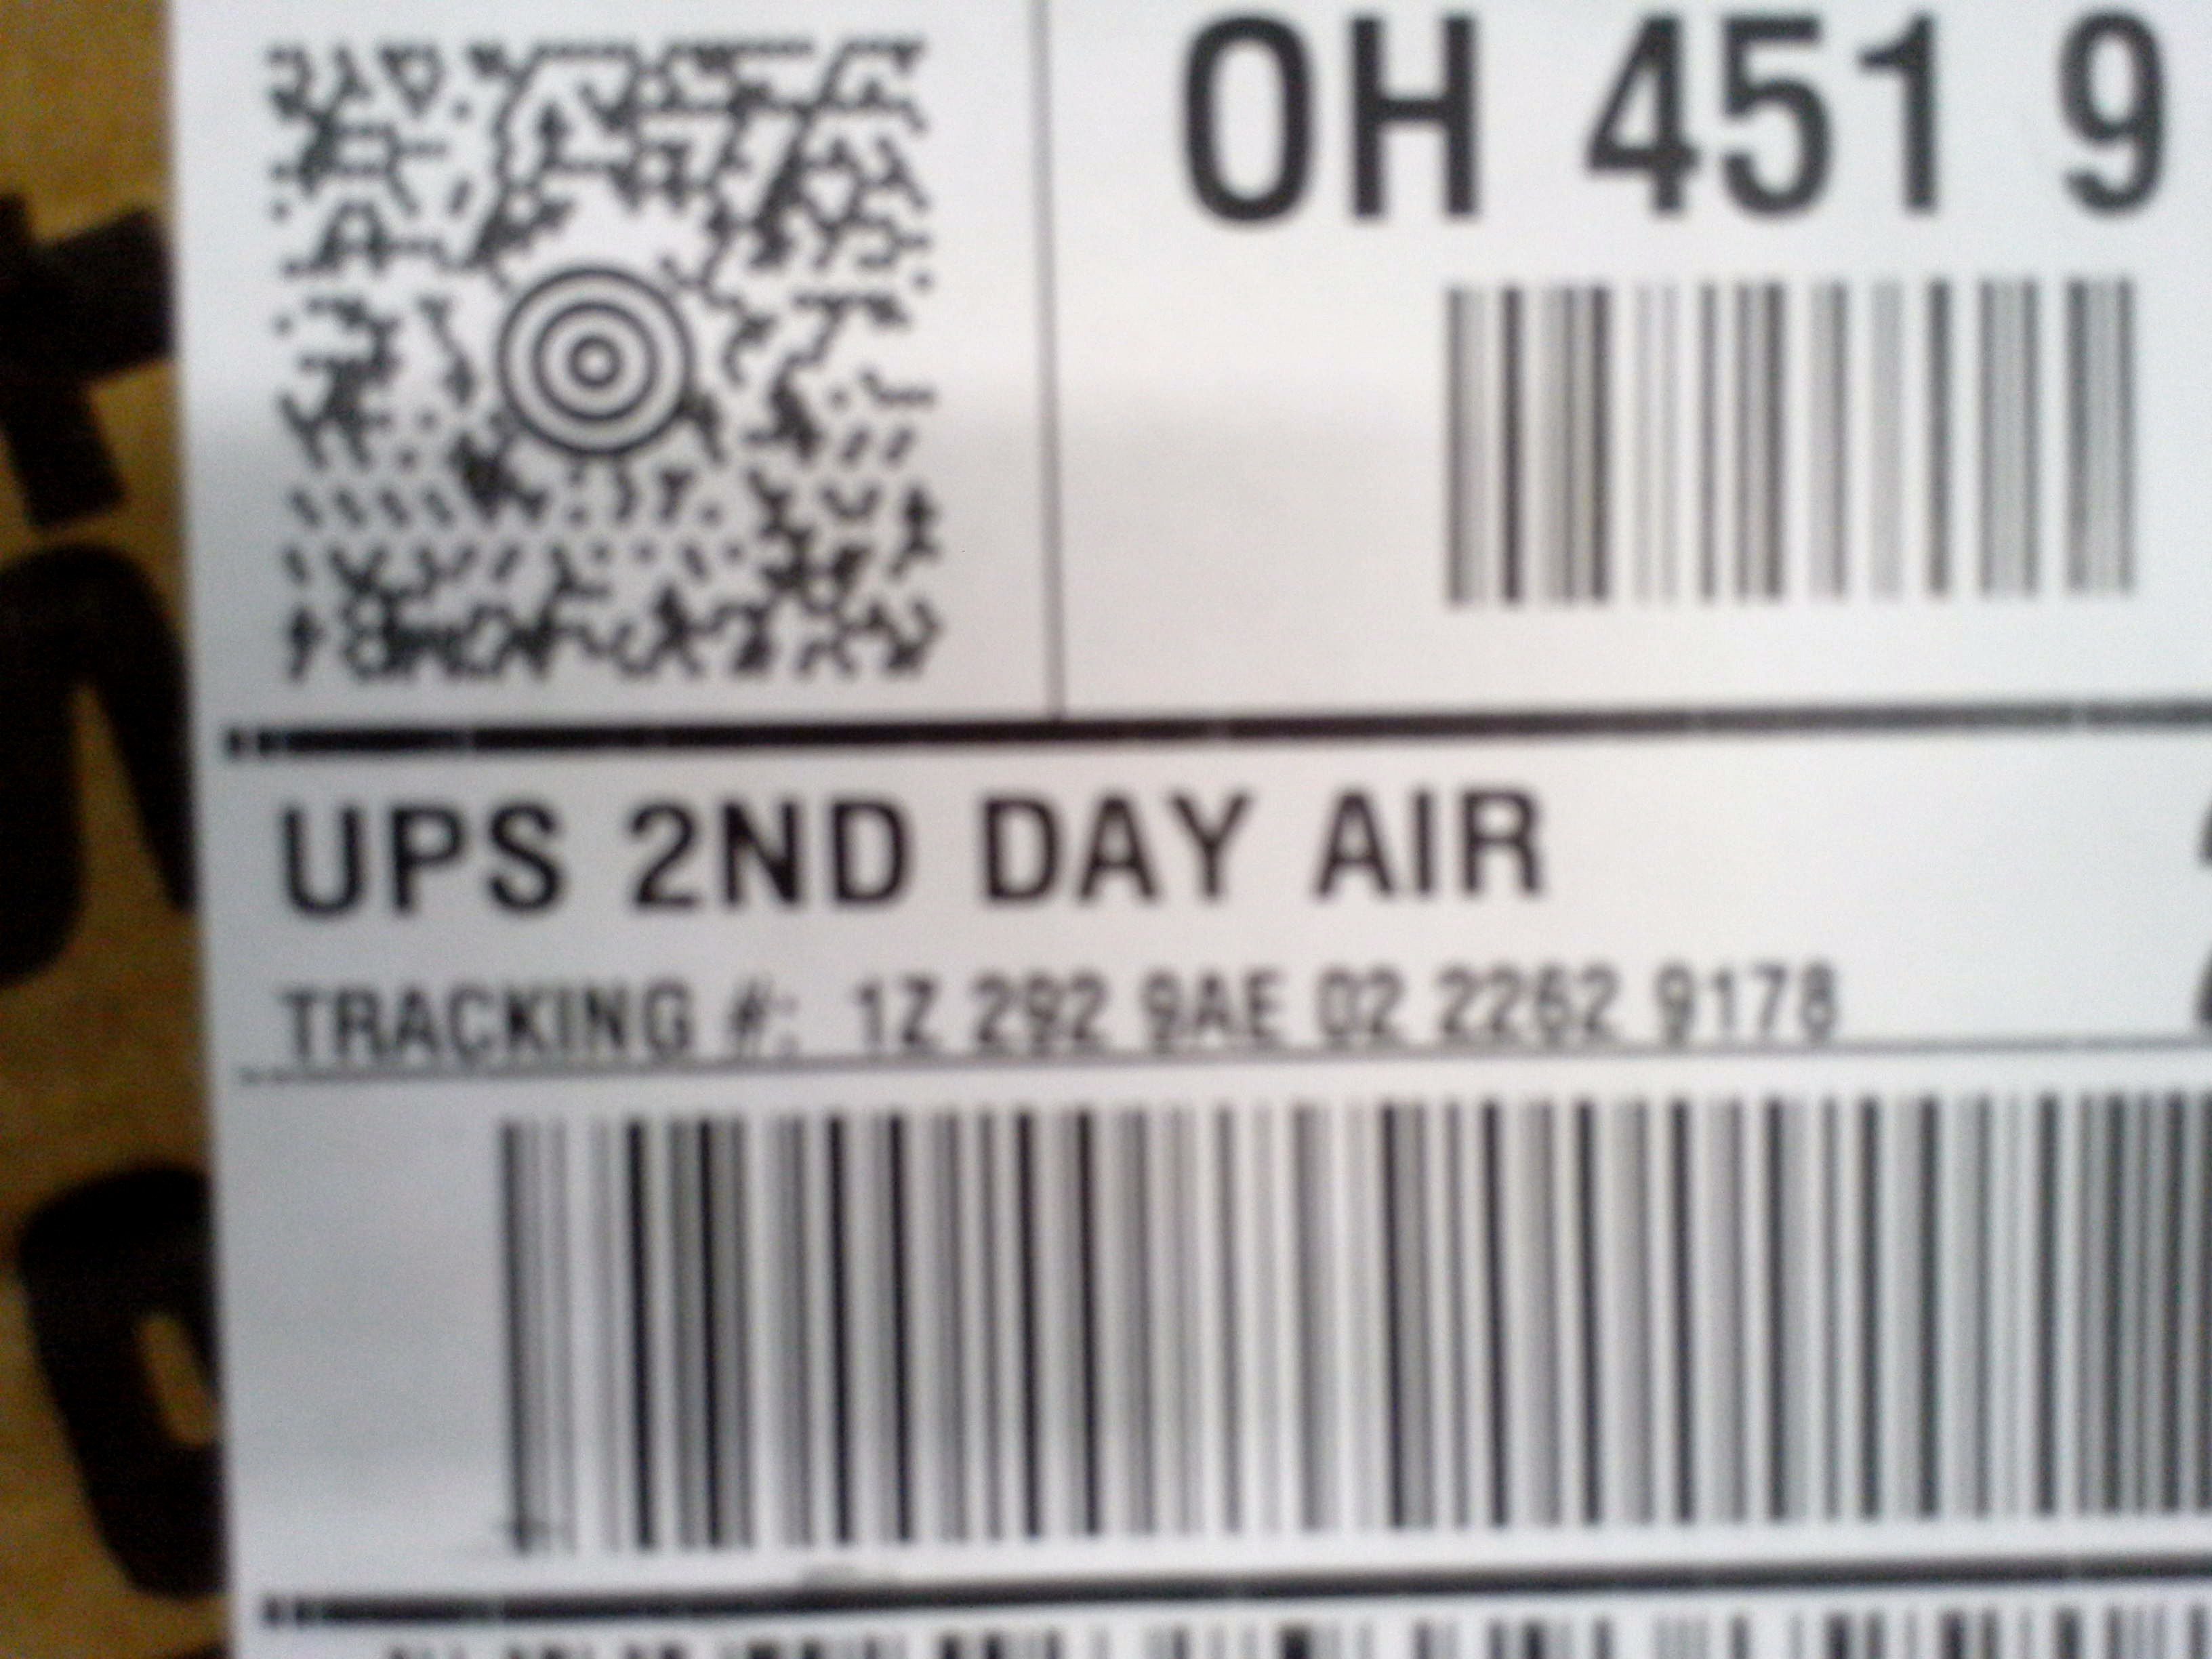 OH 451 9
UPS 2ND DAY AIR
TRACKING #: 1Z 292 9AE 02 2262 9178